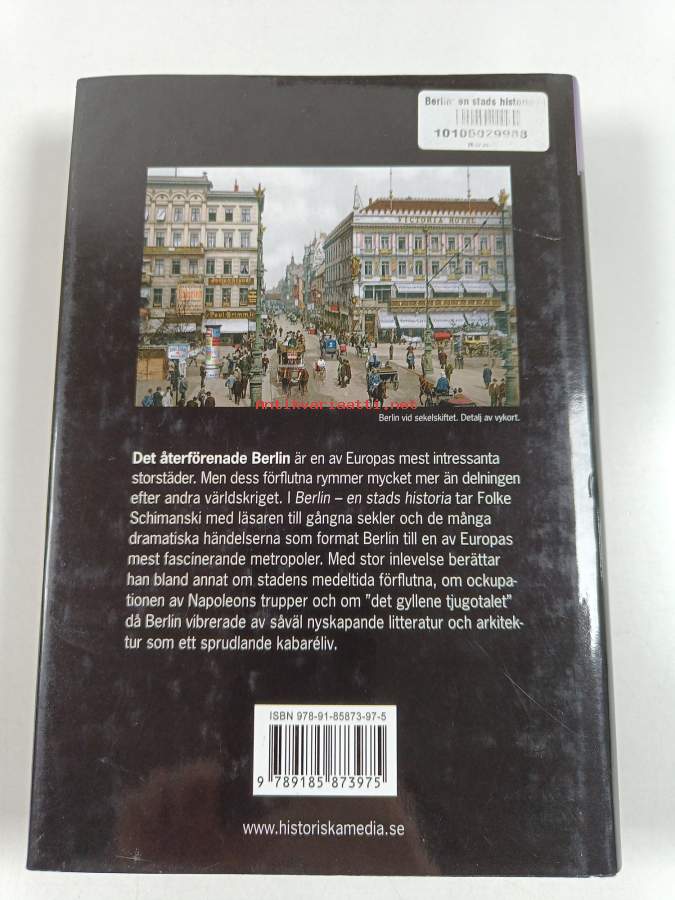 Berlin: en stads historia
10105029988
VICTORIA HOTEL
Paul Grimm
Antikvariaatti.net
Berlin vid sekelskiftet. Detalj av vykort.
Det återförenade Berlin är en av Europas mest intressanta
storstäder. Men dess förflutna rymmer mycket mer än delningen
efter andra världskriget. I Berlin – en stads historia tar Folke
Schimanski med läsaren till gångna sekler och de många
dramatiska händelserna som format Berlin till en av Europas
mest fascinerande metropoler. Med stor inlevelse berättar
han bland annat om stadens medeltida förflutna, om ockupa-
tionen av Napoleons trupper och om ”det gyllene tjugotalet”
då Berlin vibrerade av såväl nyskapande litteratur och arkitek-
tur som ett sprudlande kabaréliv.
ISBN 978-91-85873-97-5
9 789185 873975
www.historiskamedia.se